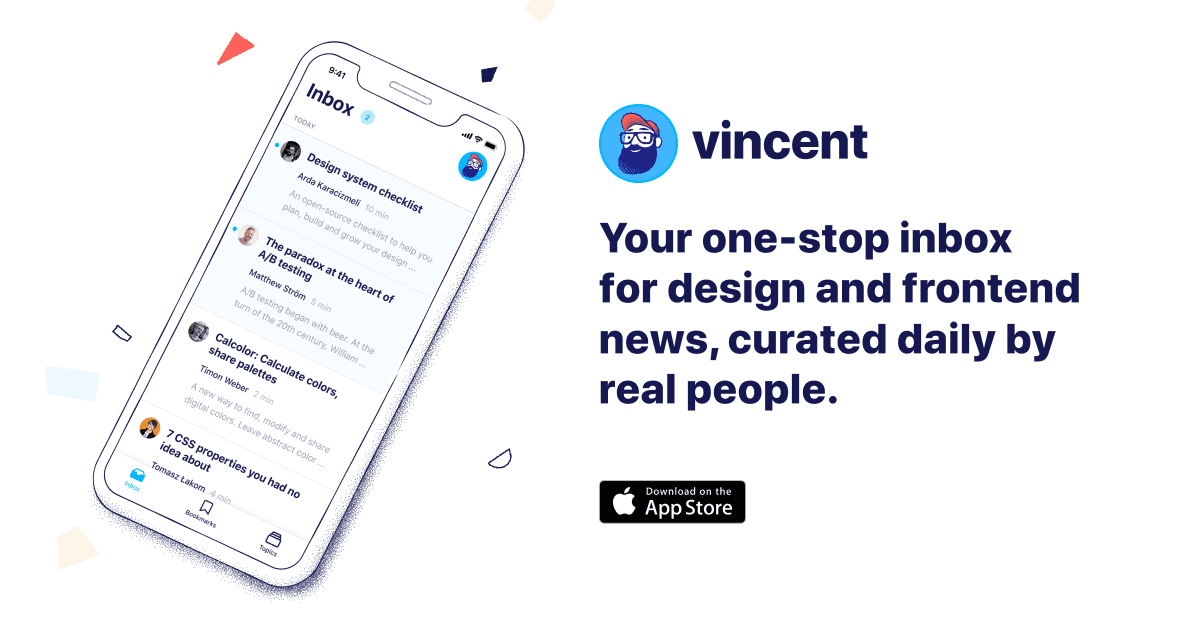 9:41
Inbox 2
TODAY
Design system checklist
Arda Karacizmeli 10 min
An open-source checklist to help you
plan, build and grow your design ...
The paradox at the heart of
A/B testing
Matthew Ström 5 min
A/B testing began with beer. At the
turn of the 20th century, William ...
Calcolor: Calculate colors,
share palettes
Timon Weber 2 min
A new way to find, modify and share
digital colors. Leave abstract color ...
7 CSS properties you had no
idea about
Tomasz Łakom 4 min
Inbox
Bookmarks
Topics
vincent
Your one-stop inbox
for design and frontend
news, curated daily by
real people.
Download on the
App Store